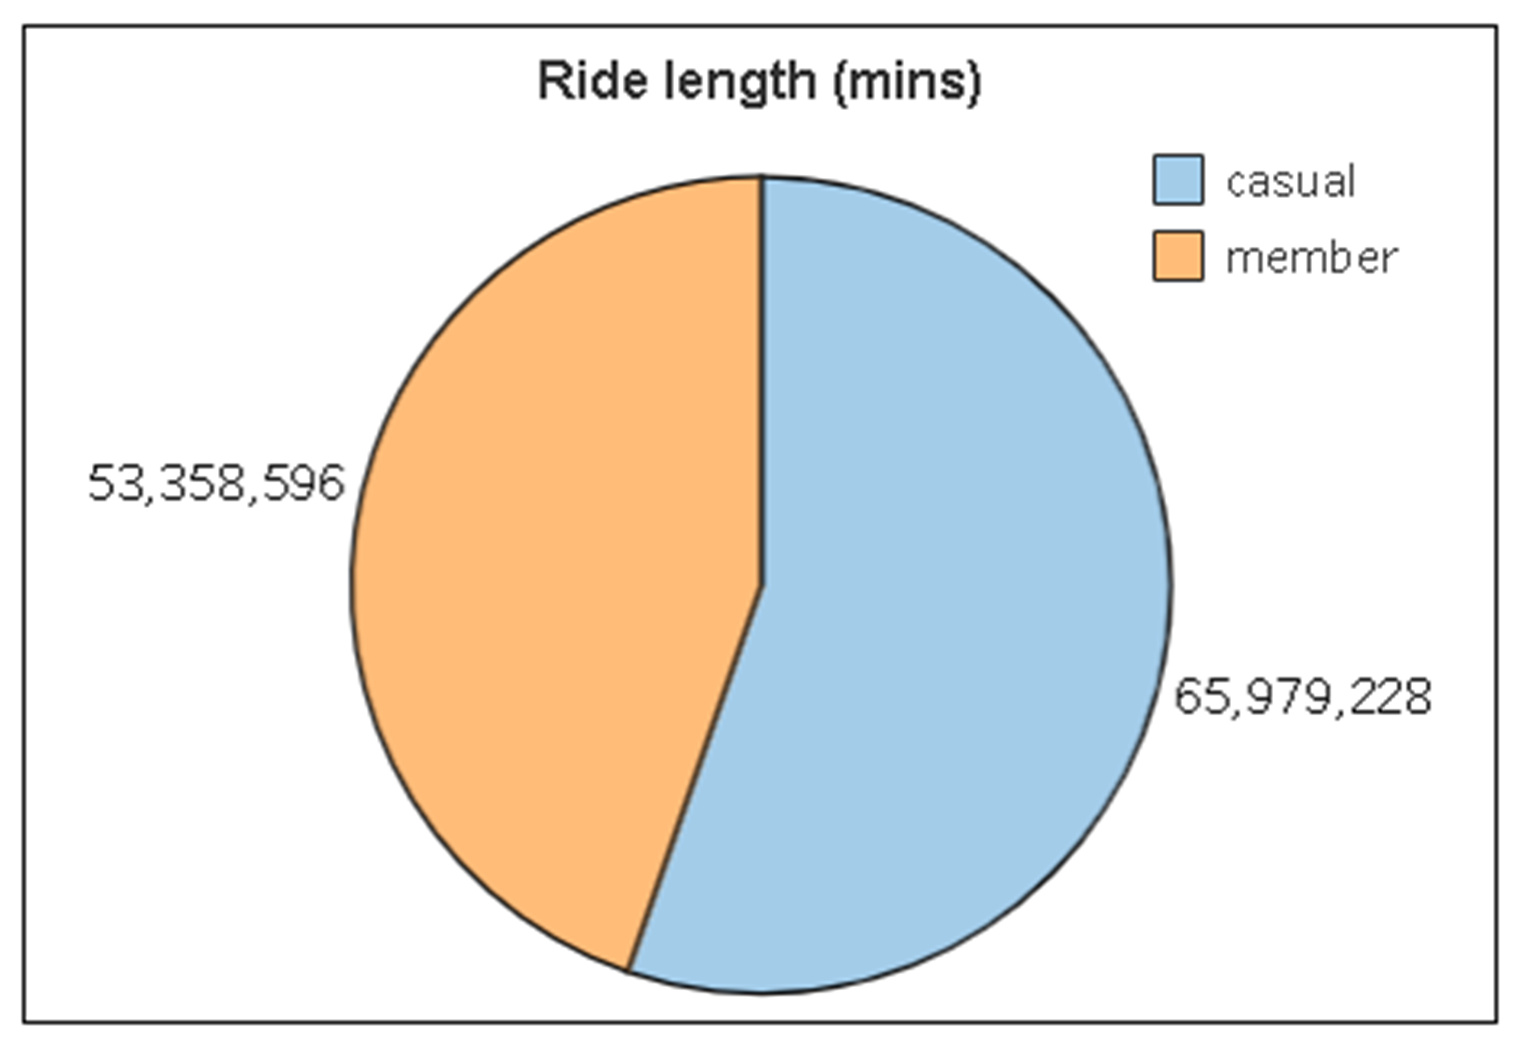 Ride length (mins)
casual
member
53,358,596
65,979,228